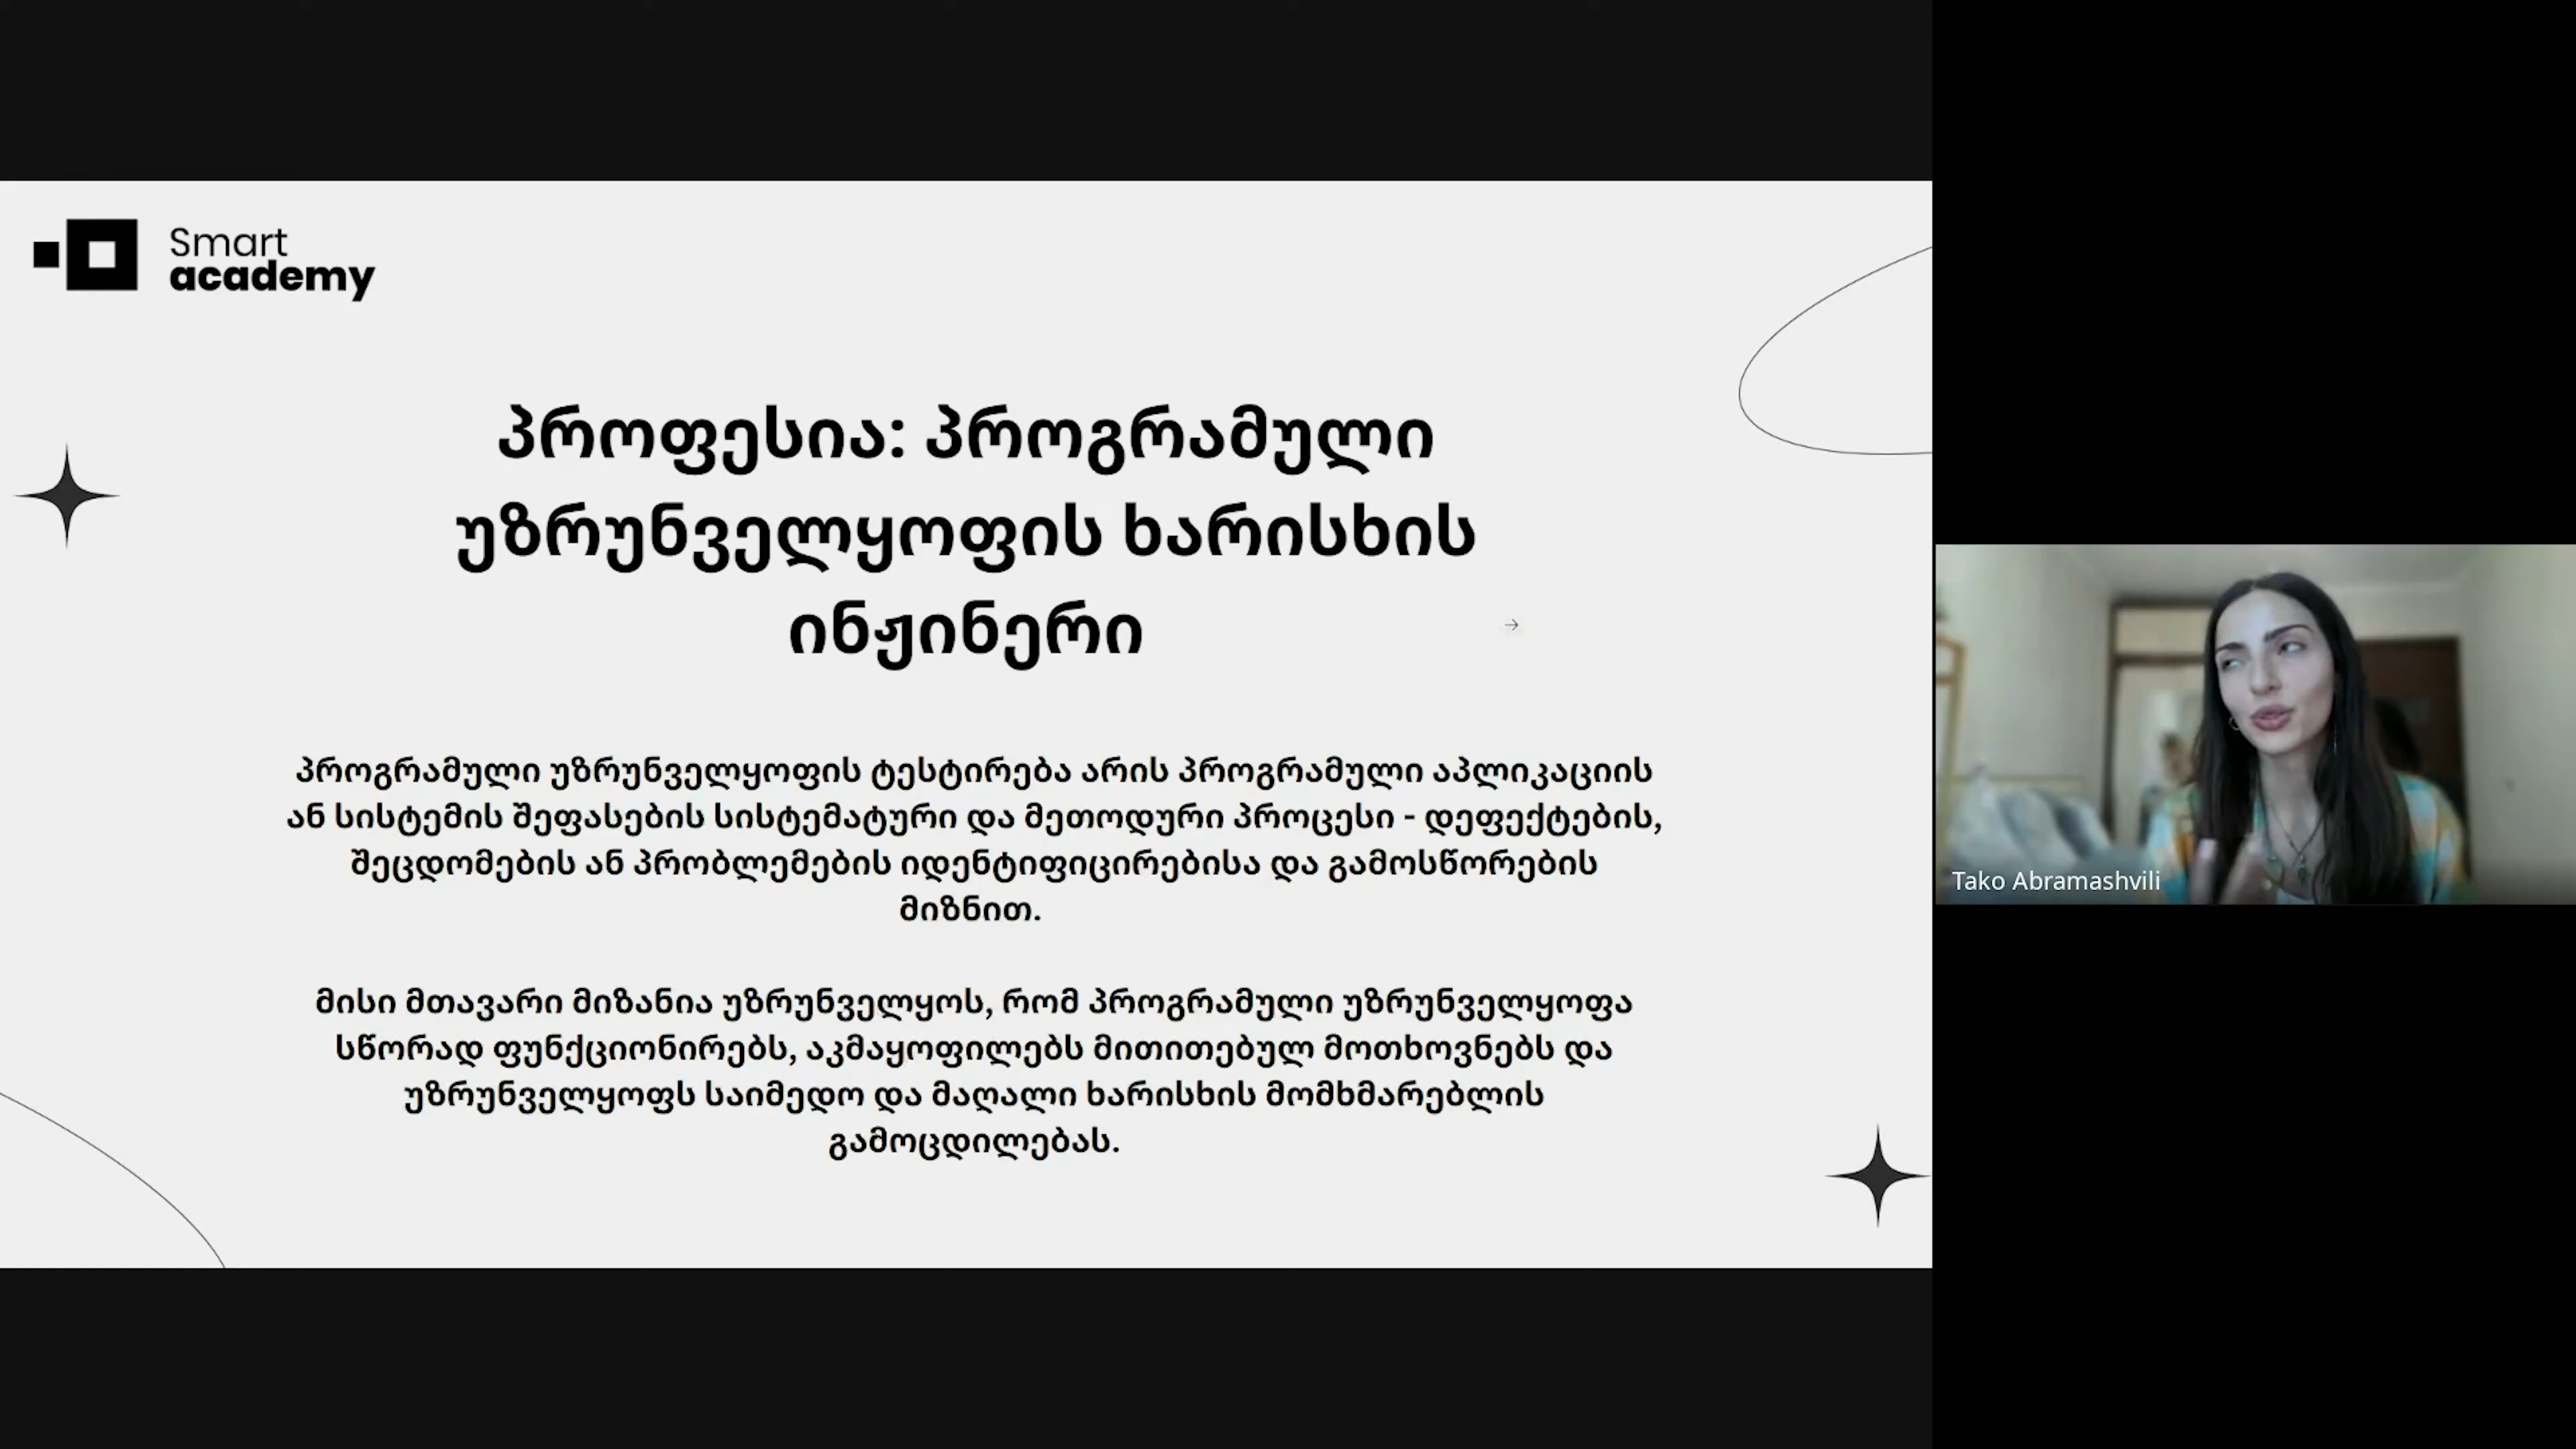 Smart
academy
პროფესია: პროგრამული
უზრუნველყოფის ხარისხის
ინჟინერი
პროგრამული უზრუნველყოფის ტესტირება არის პროგრამული აპლიკაციის
ან სისტემის შეფასების სისტემატური და მეთოდური პროცესი - დეფექტების,
შეცდომების ან პრობლემების იდენტიფიცირებისა და გამოსწორების
მიზნით.
მისი მთავარი მიზანია უზრუნველყოს, რომ პროგრამული უზრუნველყოფა
სწორად ფუნქციონირებს, აკმაყოფილებს მითითებულ მოთხოვნებს და
უზრუნველყოფს საიმედო და მაღალი ხარისხის მომხმარებლის
გამოცდილებას.
Tako Abramashvili